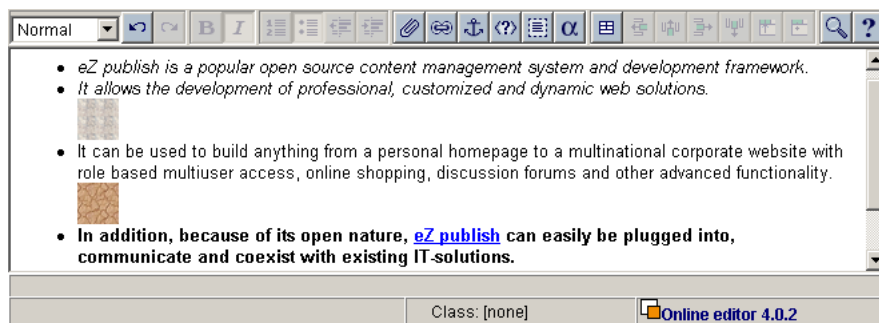 Normal B I <?> α ?
• eZ publish is a popular open source content management system and development framework.
• It allows the development of professional, customized and dynamic web solutions.
• It can be used to build anything from a personal homepage to a multinational corporate website with
role based multiuser access, online shopping, discussion forums and other advanced functionality.
• In addition, because of its open nature, eZ publish can easily be plugged into,
communicate and coexist with existing IT-solutions.
Class: [none] Online editor 4.0.2